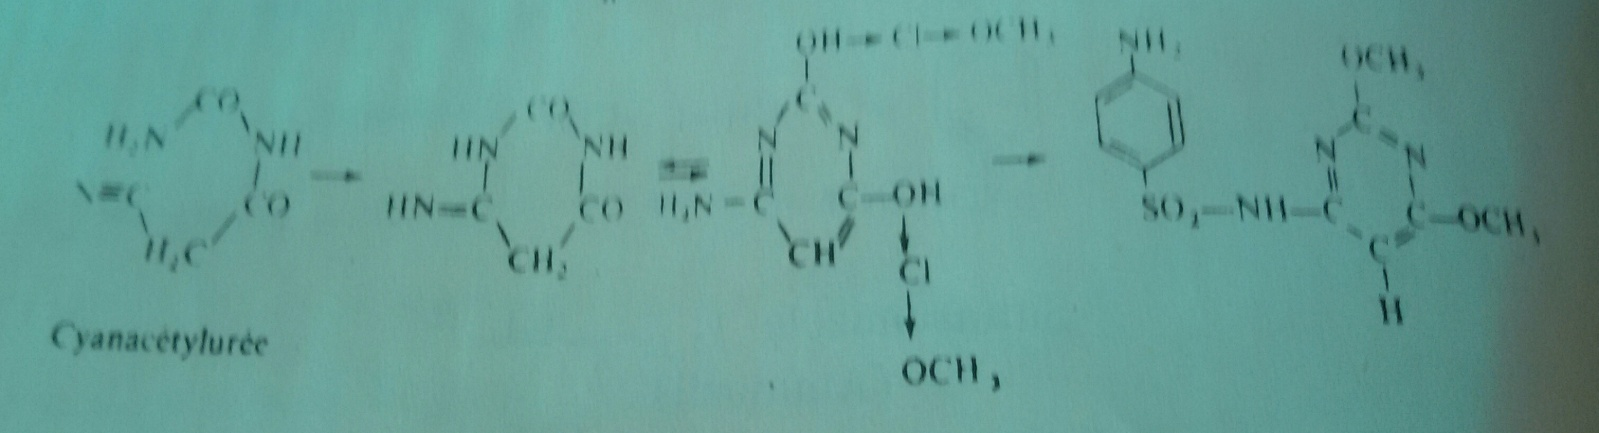 OH → Cl → OCH3
NH2
OCH3
CO
H2N
NH
N≡C
CO
H2C
→
CO
HN
NH
HN=C
CO
CH2
⇌
C
N
N
H2N–C
C–OH
CH
Cl
OCH3
→
SO2–NH–C
C
N
N
C–OCH3
C
H
Cyanacétylurée